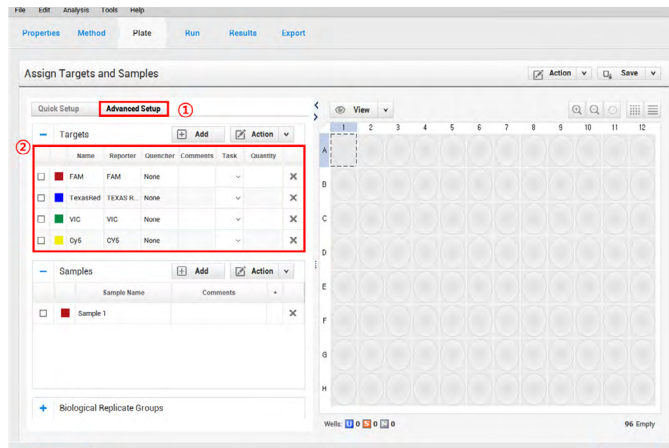 File Edit Analysis Tools Help
Properties Method Plate Run Results Export
Assign Targets and Samples Action Save
Quick Setup Advanced Setup ① View
② Targets Add Action
Name Reporter Quencher Comments Task Quantity
FAM FAM None
TexasRed TEXAS R... None
VIC VIC None
Cy5 CY5 None
Samples Add Action
Sample Name Comments
Sample 1
Biological Replicate Groups
1 2 3 4 5 6 7 8 9 10 11 12
A
B
C
D
E
F
G
H
Wells: U 0 S 0 N 0 96 Empty